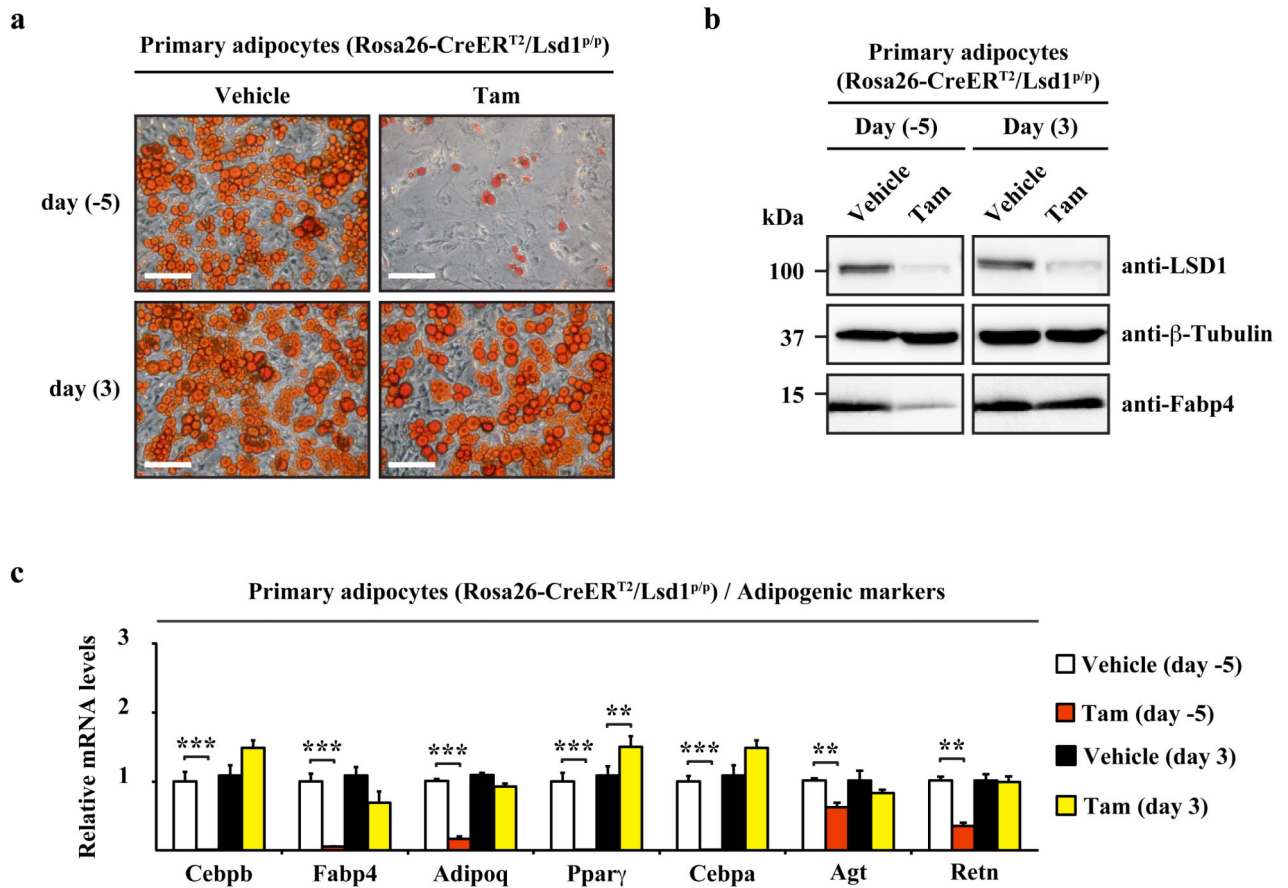 a
Primary adipocytes (Rosa26-CreERᵀ²/Lsd1ᵖ/ᵖ)
Vehicle Tam
day (-5)
day (3)
b
Primary adipocytes
(Rosa26-CreERᵀ²/Lsd1ᵖ/ᵖ)
Day (-5) Day (3)
Vehicle Tam Vehicle Tam
kDa
100 anti-LSD1
37 anti-β-Tubulin
15 anti-Fabp4
c
Primary adipocytes (Rosa26-CreERᵀ²/Lsd1ᵖ/ᵖ) / Adipogenic markers
Relative mRNA levels
3
2
1
*** *** *** *** ** *** ** **
Cebpb Fabp4 Adipoq Pparγ Cebpa Agt Retn
Vehicle (day -5)
Tam (day -5)
Vehicle (day 3)
Tam (day 3)